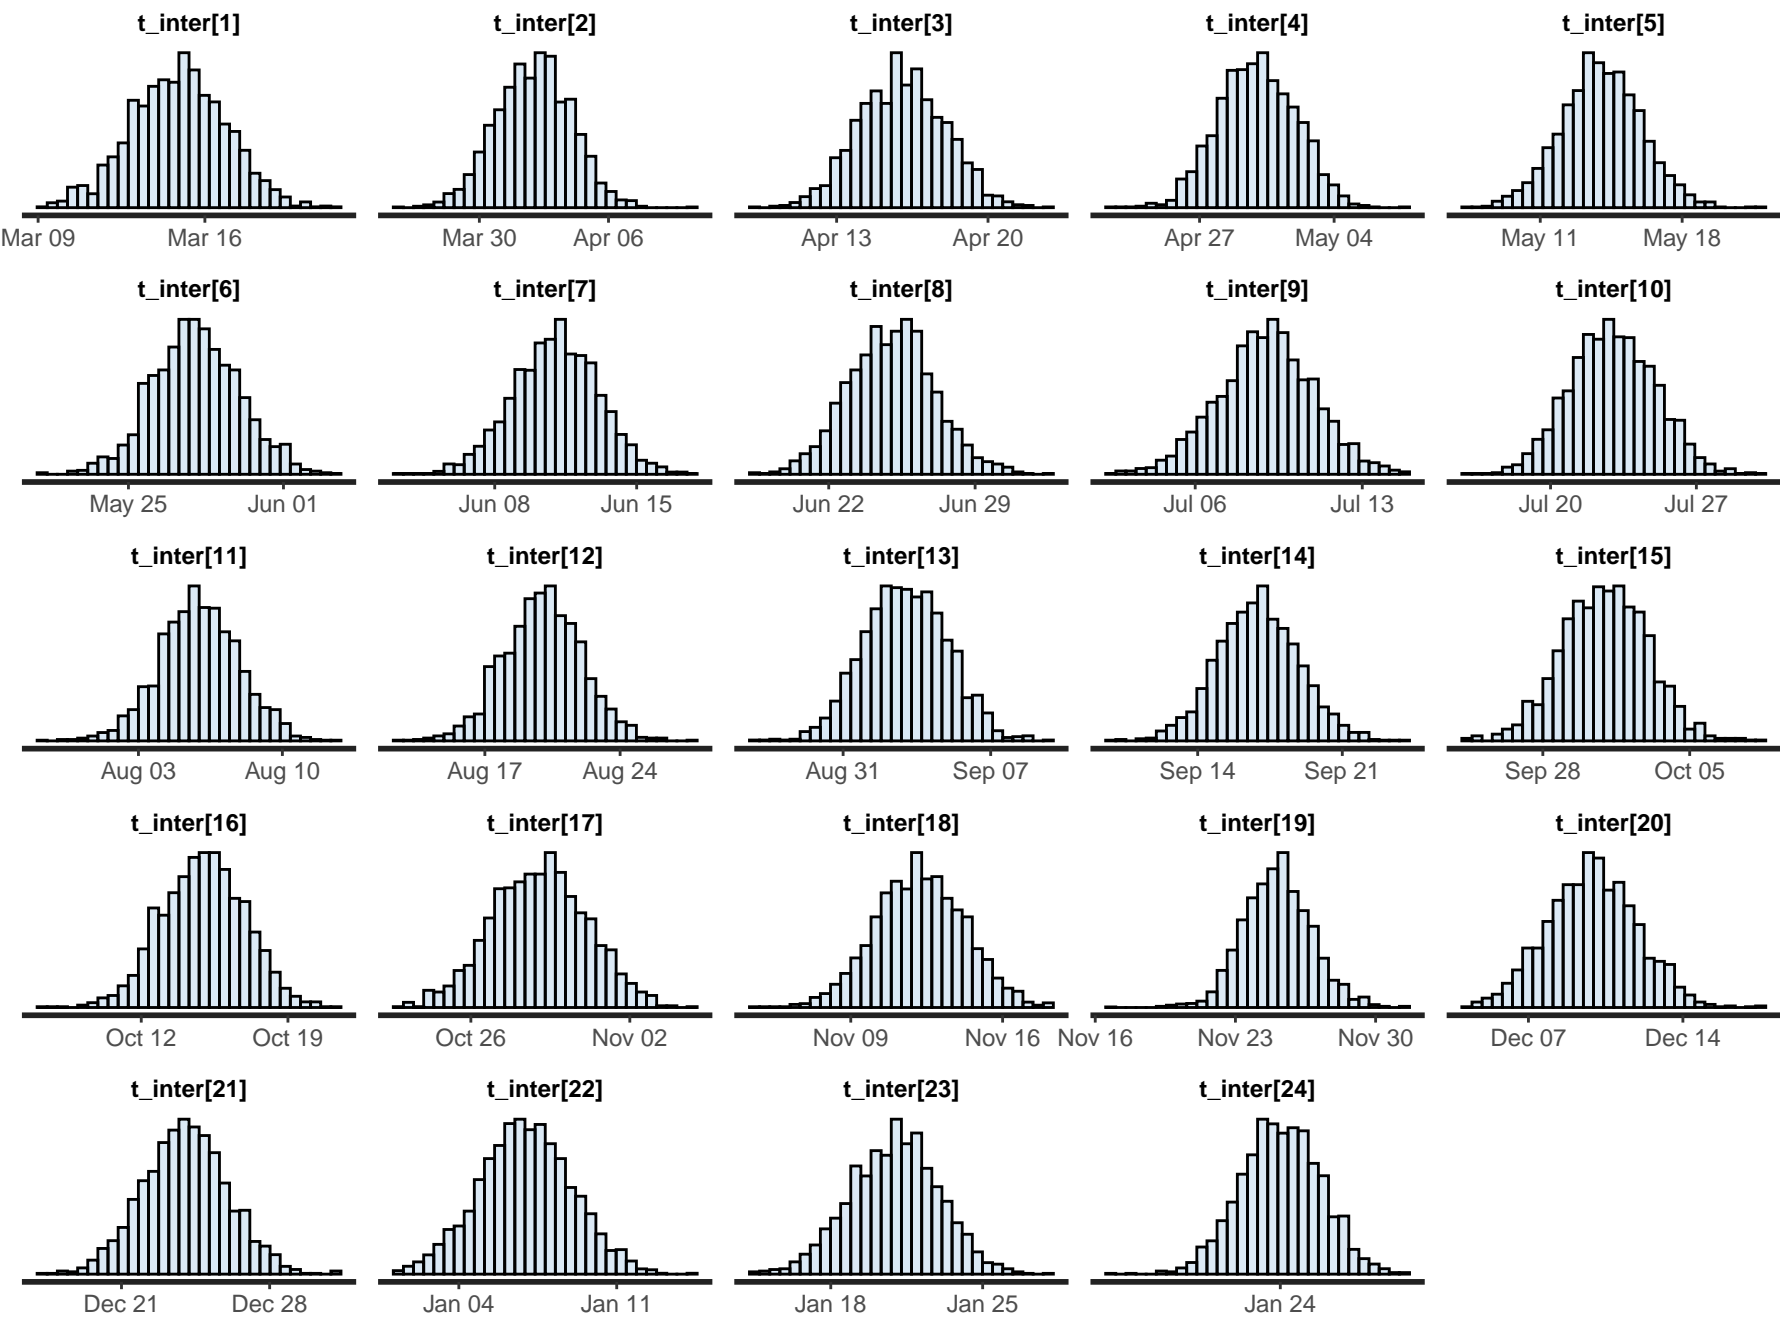 t_inter[1] t_inter[2] t_inter[3] t_inter[4] t_inter[5]
Mar 09 Mar 16 Mar 30 Apr 06 Apr 13 Apr 20 Apr 27 May 04 May 11 May 18
t_inter[6] t_inter[7] t_inter[8] t_inter[9] t_inter[10]
May 25 Jun 01 Jun 08 Jun 15 Jun 22 Jun 29 Jul 06 Jul 13 Jul 20 Jul 27
t_inter[11] t_inter[12] t_inter[13] t_inter[14] t_inter[15]
Aug 03 Aug 10 Aug 17 Aug 24 Aug 31 Sep 07 Sep 14 Sep 21 Sep 28 Oct 05
t_inter[16] t_inter[17] t_inter[18] t_inter[19] t_inter[20]
Oct 12 Oct 19 Oct 26 Nov 02 Nov 09 Nov 16 Nov 16 Nov 23 Nov 30 Dec 07 Dec 14
t_inter[21] t_inter[22] t_inter[23] t_inter[24]
Dec 21 Dec 28 Jan 04 Jan 11 Jan 18 Jan 25 Jan 24